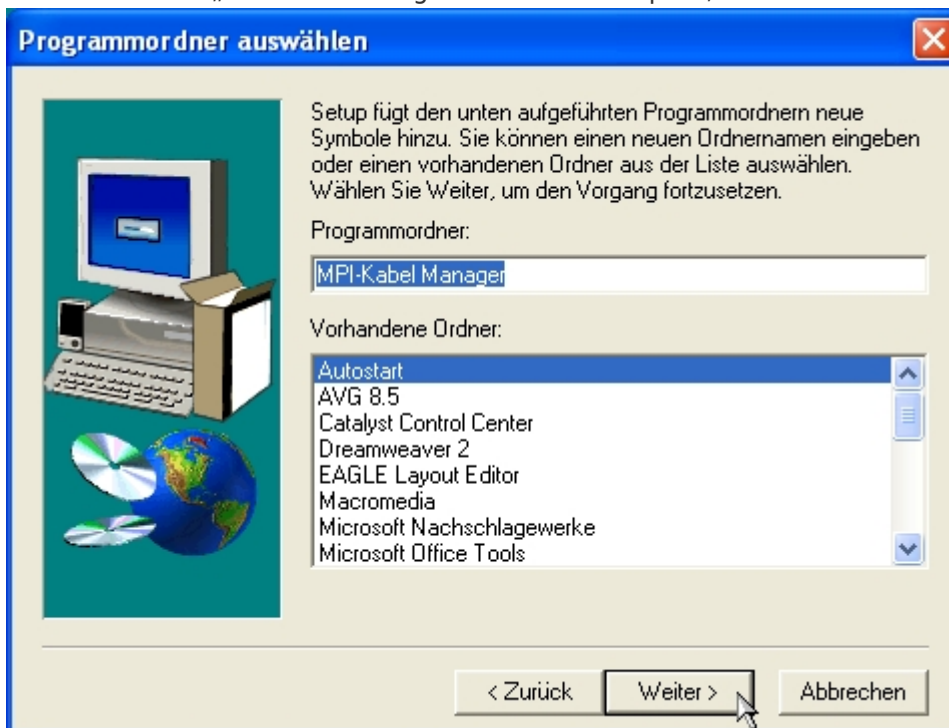 Programmordner auswählen
Setup fügt den unten aufgeführten Programmordnern neue
Symbole hinzu. Sie können einen neuen Ordnernamen eingeben
oder einen vorhandenen Ordner aus der Liste auswählen.
Wählen Sie Weiter, um den Vorgang fortzusetzen.
Programmordner:
MPI-Kabel Manager
Vorhandene Ordner:
Autostart
AVG 8.5
Catalyst Control Center
Dreamweaver 2
EAGLE Layout Editor
Macromedia
Microsoft Nachschlagewerke
Microsoft Office Tools
< Zurück
Weiter >
Abbrechen